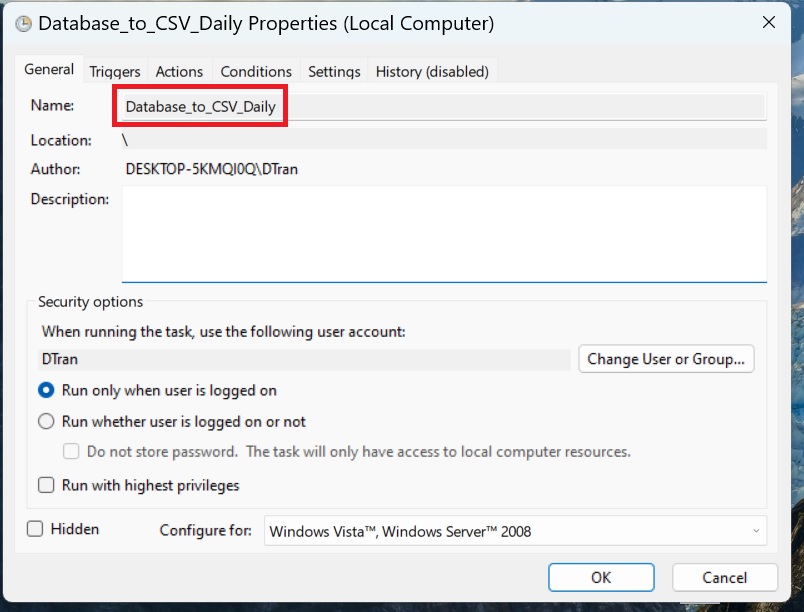 Database_to_CSV_Daily Properties (Local Computer)
General Triggers Actions Conditions Settings History (disabled)
Name: Database_to_CSV_Daily
Location: \
Author: DESKTOP-5KMQI0Q\DTran
Description:
Security options
When running the task, use the following user account:
DTran Change User or Group...
Run only when user is logged on
Run whether user is logged on or not
Do not store password. The task will only have access to local computer resources.
Run with highest privileges
Hidden Configure for: Windows Vista™, Windows Server™ 2008
OK Cancel